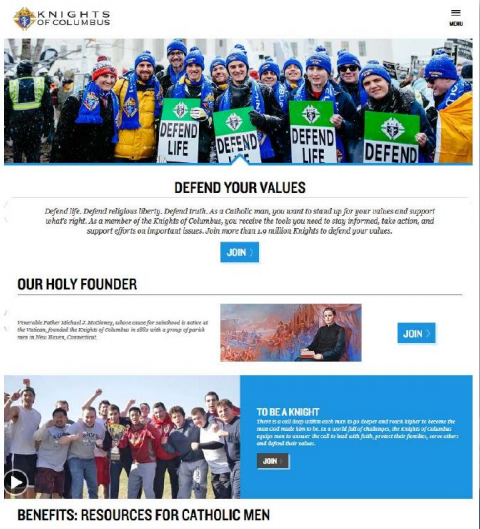 KNIGHTS
OF COLUMBUS
MENU
DEFEND
LIFE
DEFEND
LIFE
DEFEND
LIFE
DEFEND
DEFEND YOUR VALUES
Defend life. Defend religious liberty. Defend truth. As a Catholic man, you want to stand up for your values and support
what's right. As a member of the Knights of Columbus, you receive the tools you need to stay informed, take action, and
support efforts on important issues. Join more than 1.9 million Knights to defend your values.
JOIN
OUR HOLY FOUNDER
Venerable Father Michael J. McGivney, whose cause for sainthood is active at
the Vatican, founded the Knights of Columbus in 1882 with a group of parish
men in New Haven, Connecticut.
JOIN
TO BE A KNIGHT
There is a call deep within each man to go deeper and reach higher to become the
man God made him to be. In a world full of challenges, the Knights of Columbus
equips men to answer the call to lead with faith, protect their families, serve others
and defend their values.
JOIN
BENEFITS: RESOURCES FOR CATHOLIC MEN